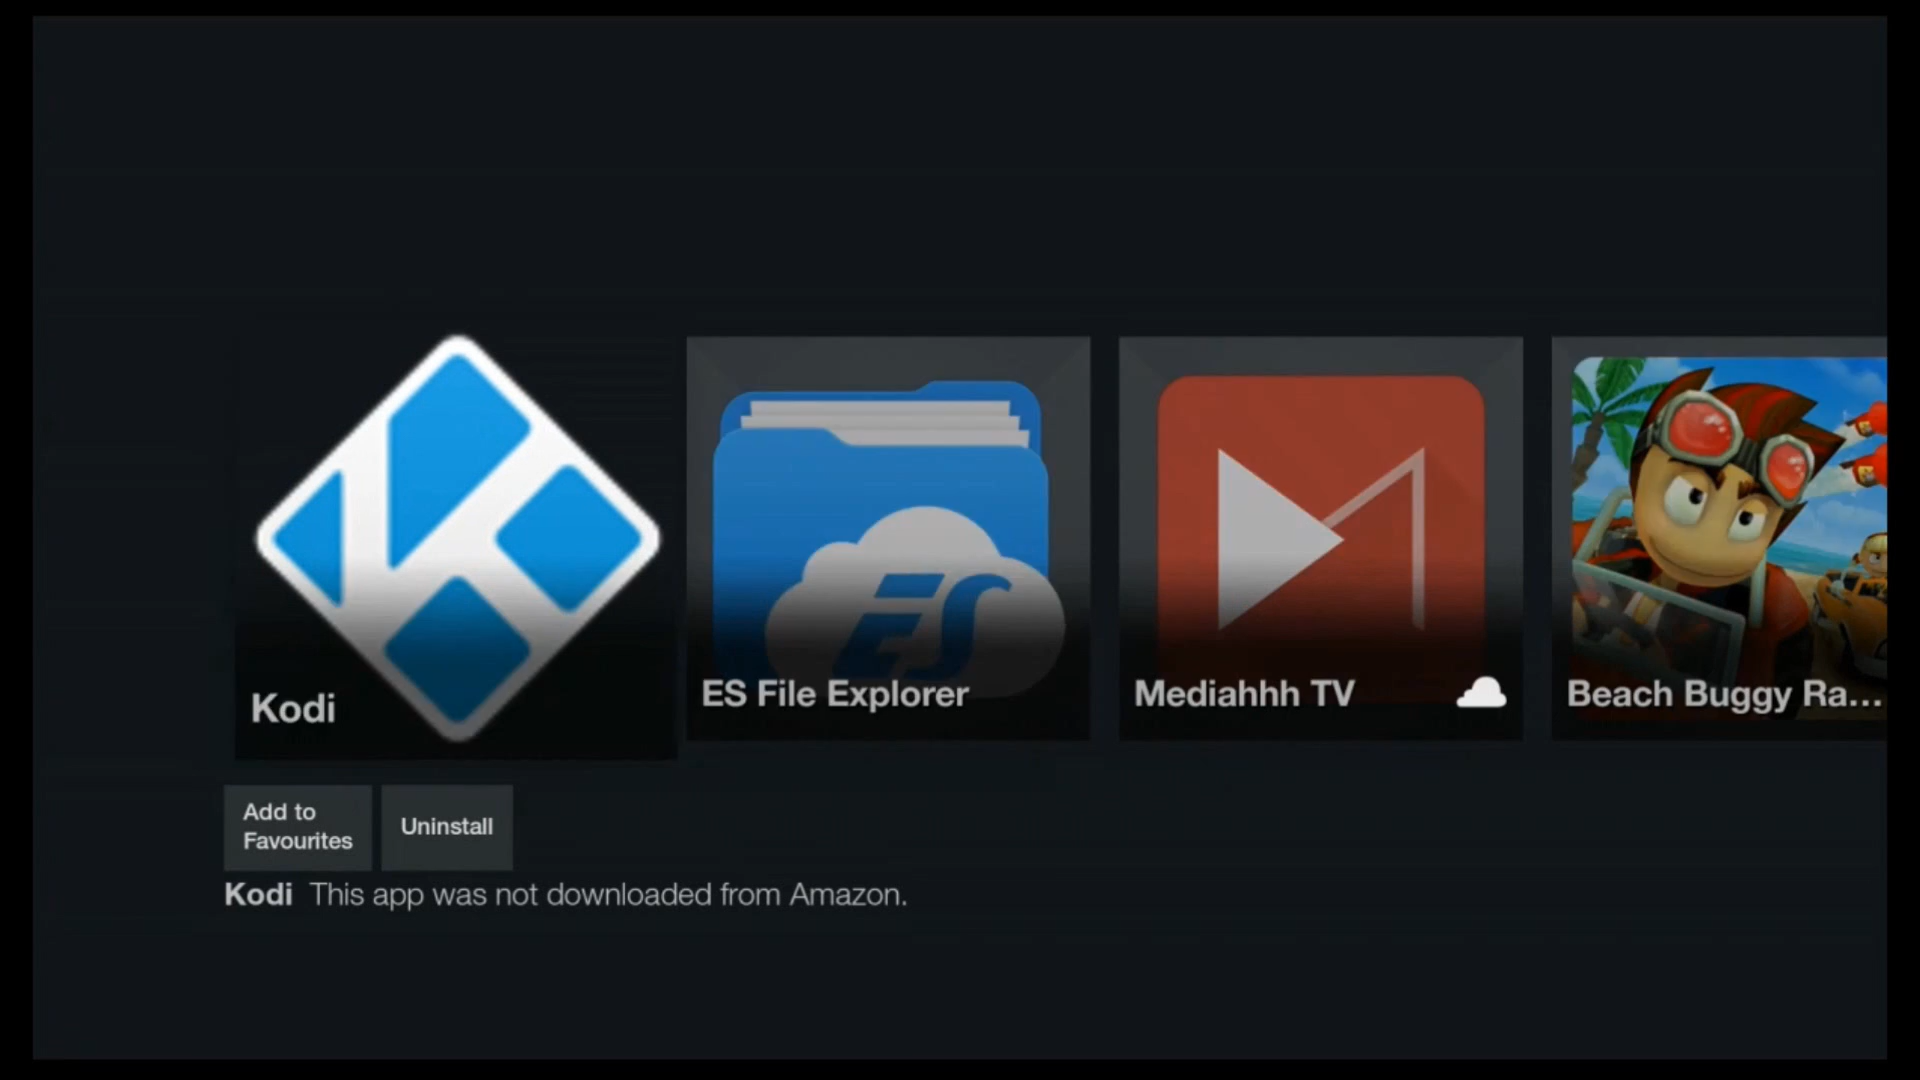 ES
Kodi
ES File Explorer
Mediahhh TV
Beach Buggy Ra...
Add to
Favourites
Uninstall
Kodi This app was not downloaded from Amazon.